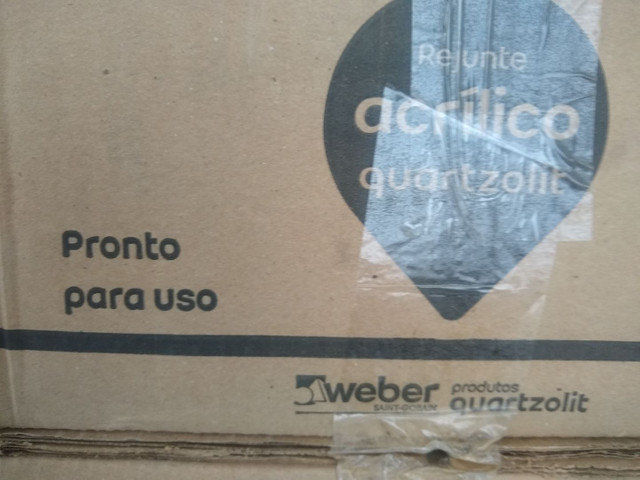 Rejunte
acrílico
quartzolit
Pronto
para uso
weber
SAINT-GOBAIN
produtos
quartzolit